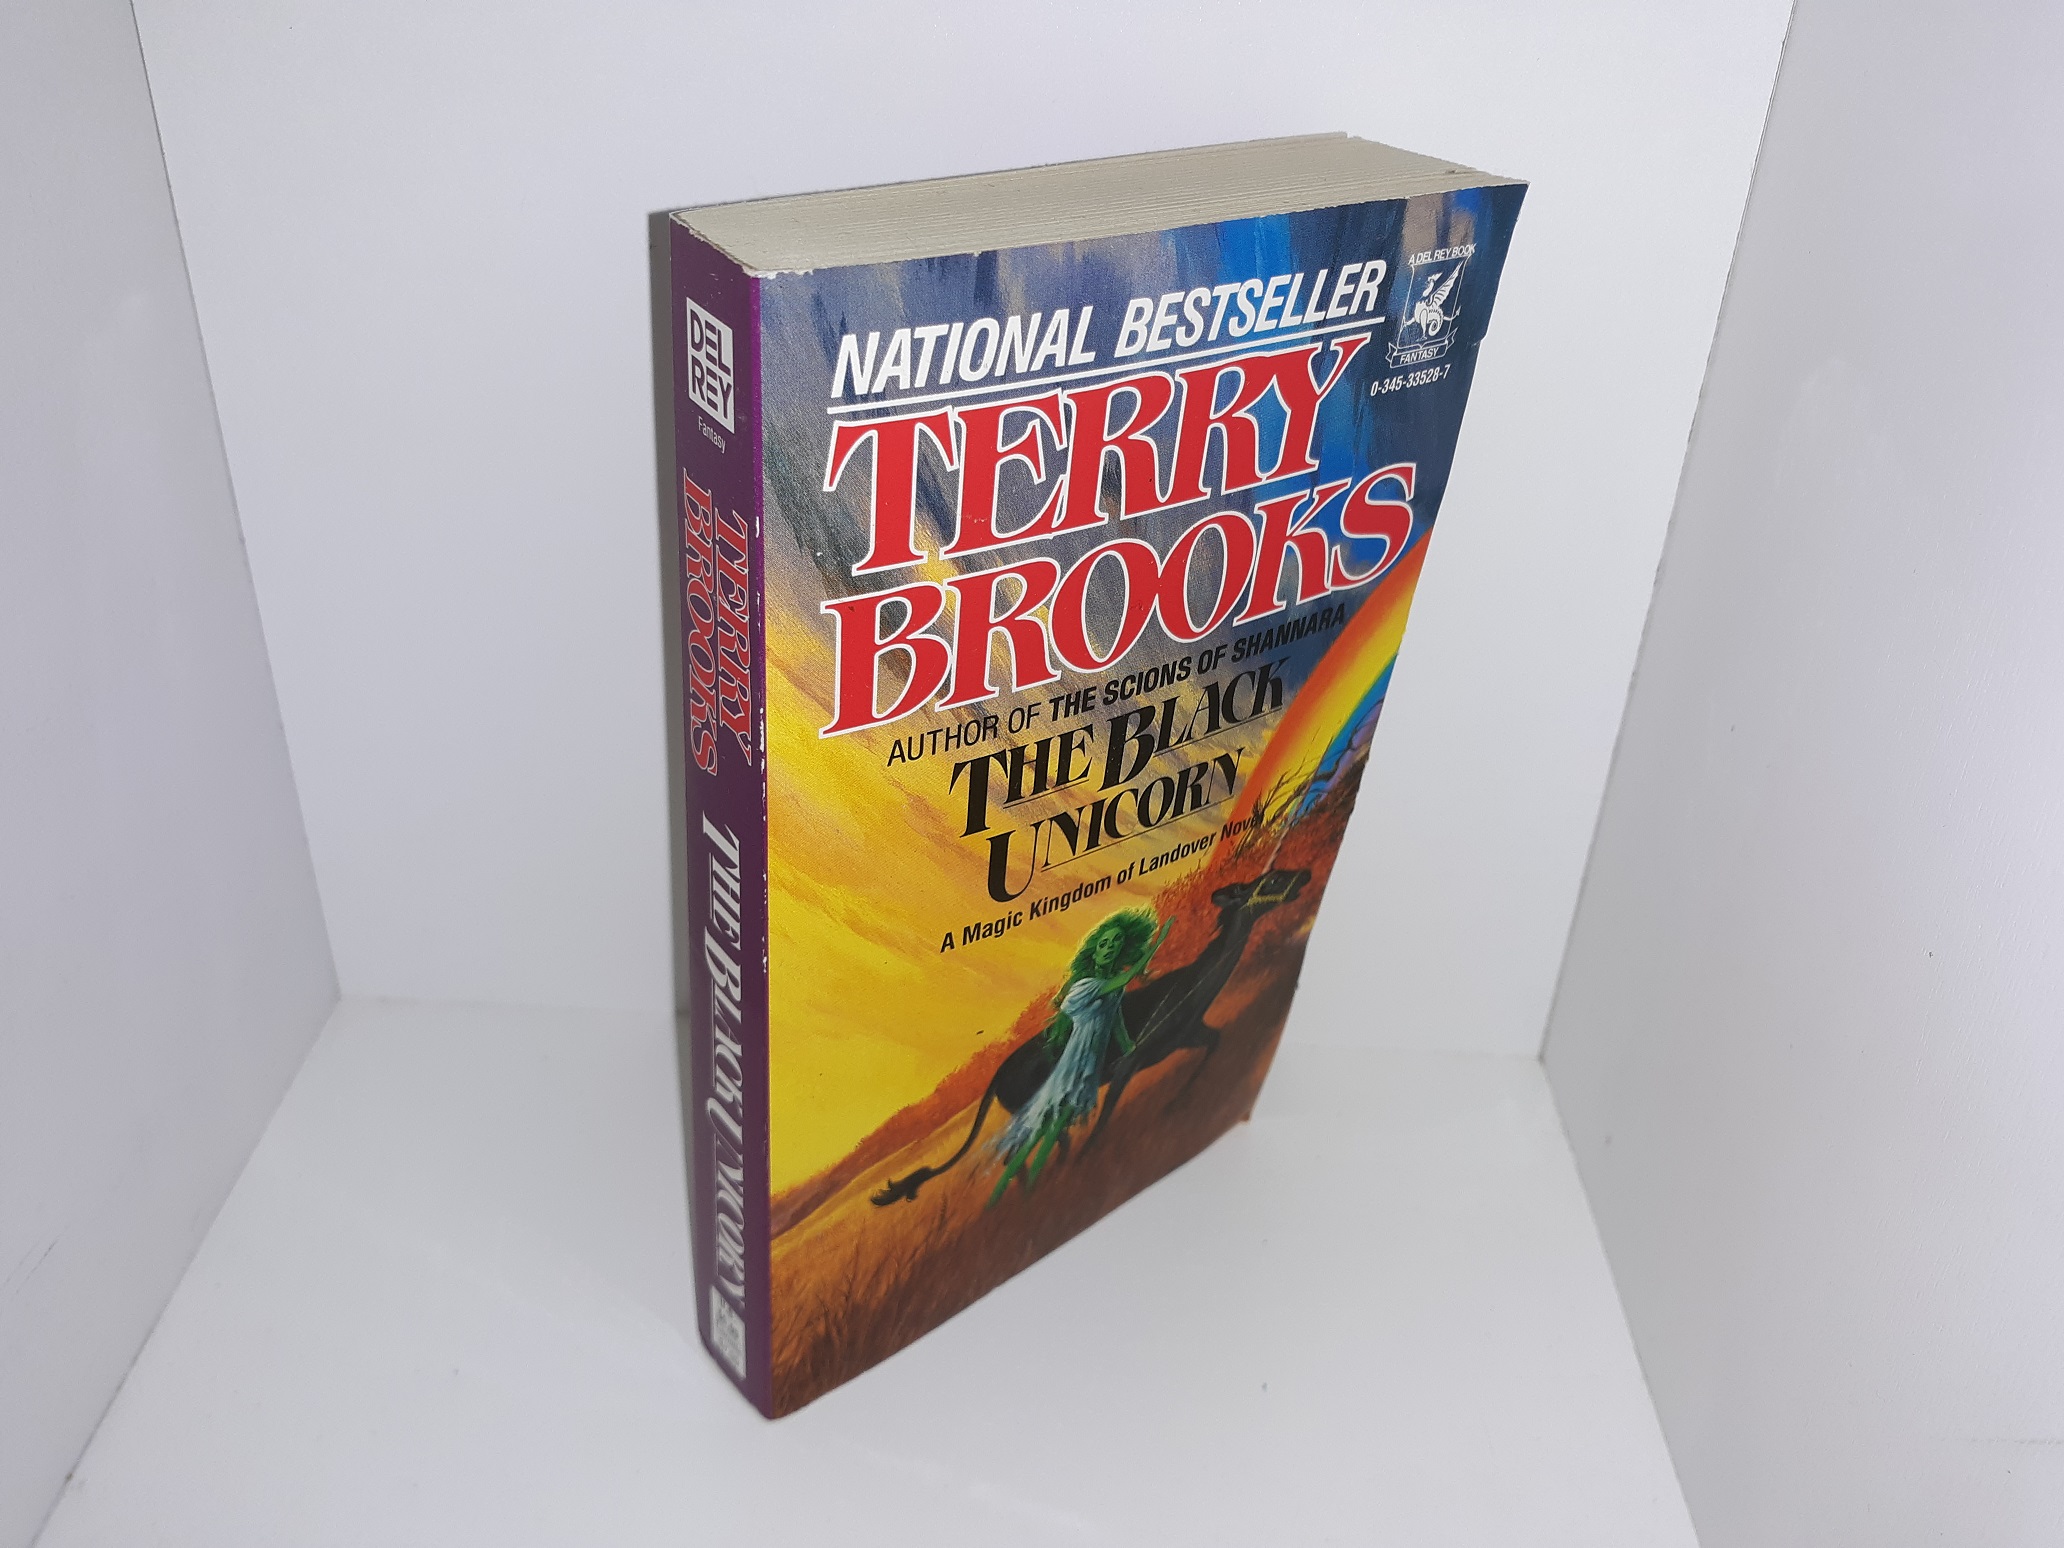 NATIONAL BESTSELLER
A DEL REY BOOK
FANTASY
0-345-33528-7
TERRY
BROOKS
AUTHOR OF THE SCIONS OF SHANNARA
THE BLACK
UNICORN
A Magic Kingdom of Landover Novel
DEL
REY
Fantasy
TERRY
BROOKS
THE BLACK UNICORN